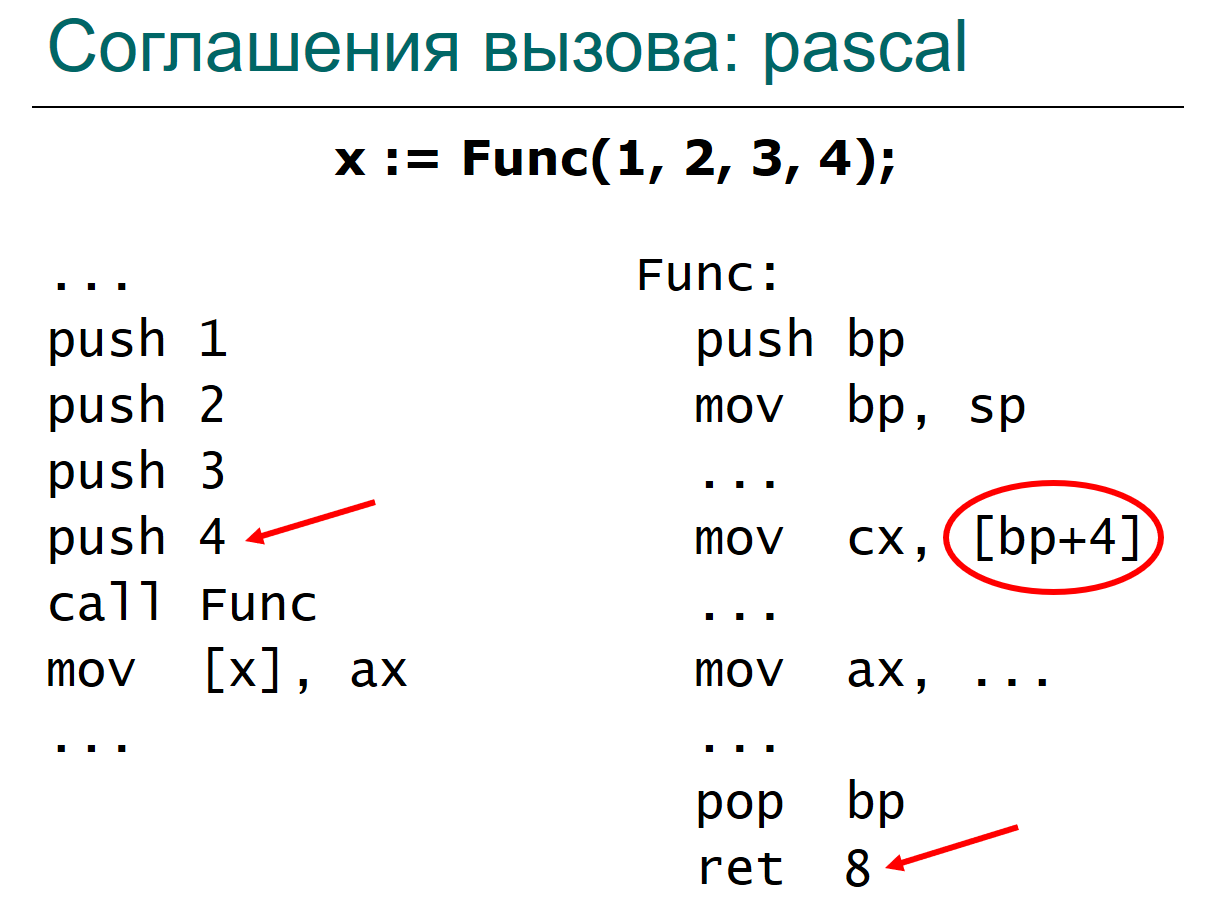 Соглашения вызова: pascal
x := Func(1, 2, 3, 4);
...
push 1
push 2
push 3
push 4
call Func
mov [x], ax
...
Func:
push bp
mov bp, sp
...
mov cx, [bp+4]
...
mov ax, ...
...
pop bp
ret 8